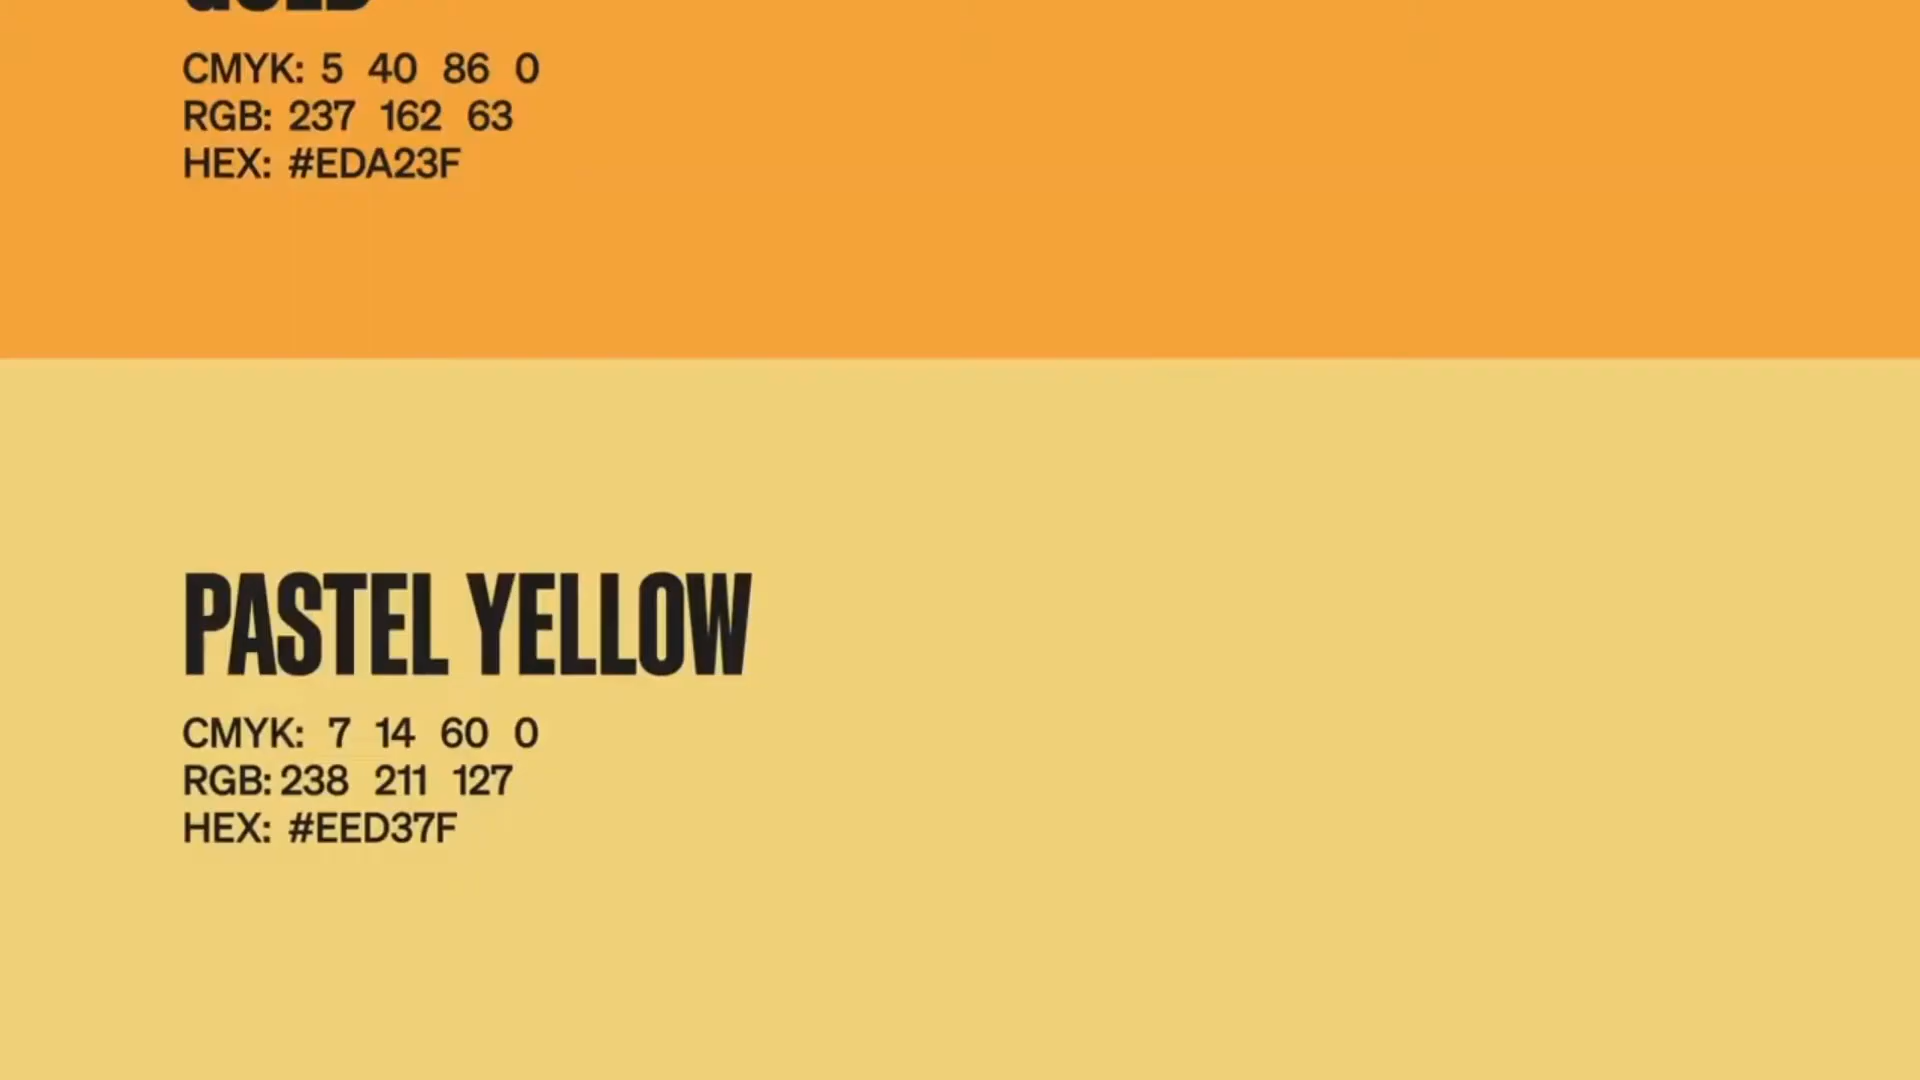 GOLD
CMYK: 5 40 86 0
RGB: 237 162 63
HEX: #EDA23F
PASTEL YELLOW
CMYK: 7 14 60 0
RGB: 238 211 127
HEX: #EED37F